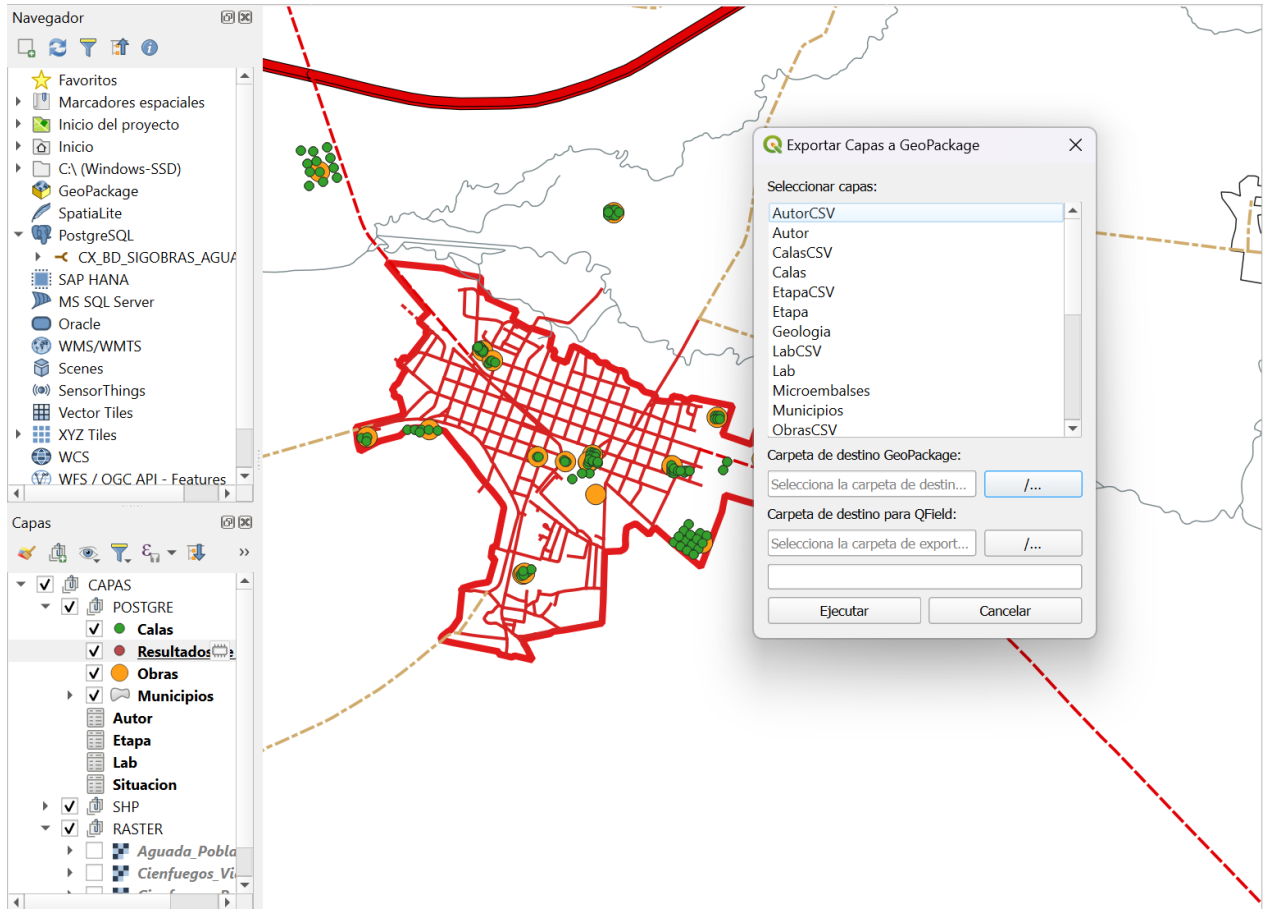 Navegador
Favoritos
Marcadores espaciales
Inicio del proyecto
Inicio
C:\ (Windows-SSD)
GeoPackage
SpatiaLite
PostgreSQL
CX_BD_SIGOBRAS_AGUA
SAP HANA
MS SQL Server
Oracle
WMS/WMTS
Scenes
SensorThings
Vector Tiles
XYZ Tiles
WCS
WFS / OGC API - Features
Capas
CAPAS
POSTGRE
Calas
Resultados
Obras
Municipios
Autor
Etapa
Lab
Situacion
SHP
RASTER
Aguada_Pobla
Cienfuegos_Vi
Exportar Capas a GeoPackage
Seleccionar capas:
AutorCSV
Autor
CalasCSV
Calas
EtapaCSV
Etapa
Geologia
LabCSV
Lab
Microembalses
Municipios
ObrasCSV
Carpeta de destino GeoPackage:
Selecciona la carpeta de destin... /...
Carpeta de destino para QField:
Selecciona la carpeta de export... /...
Ejecutar Cancelar